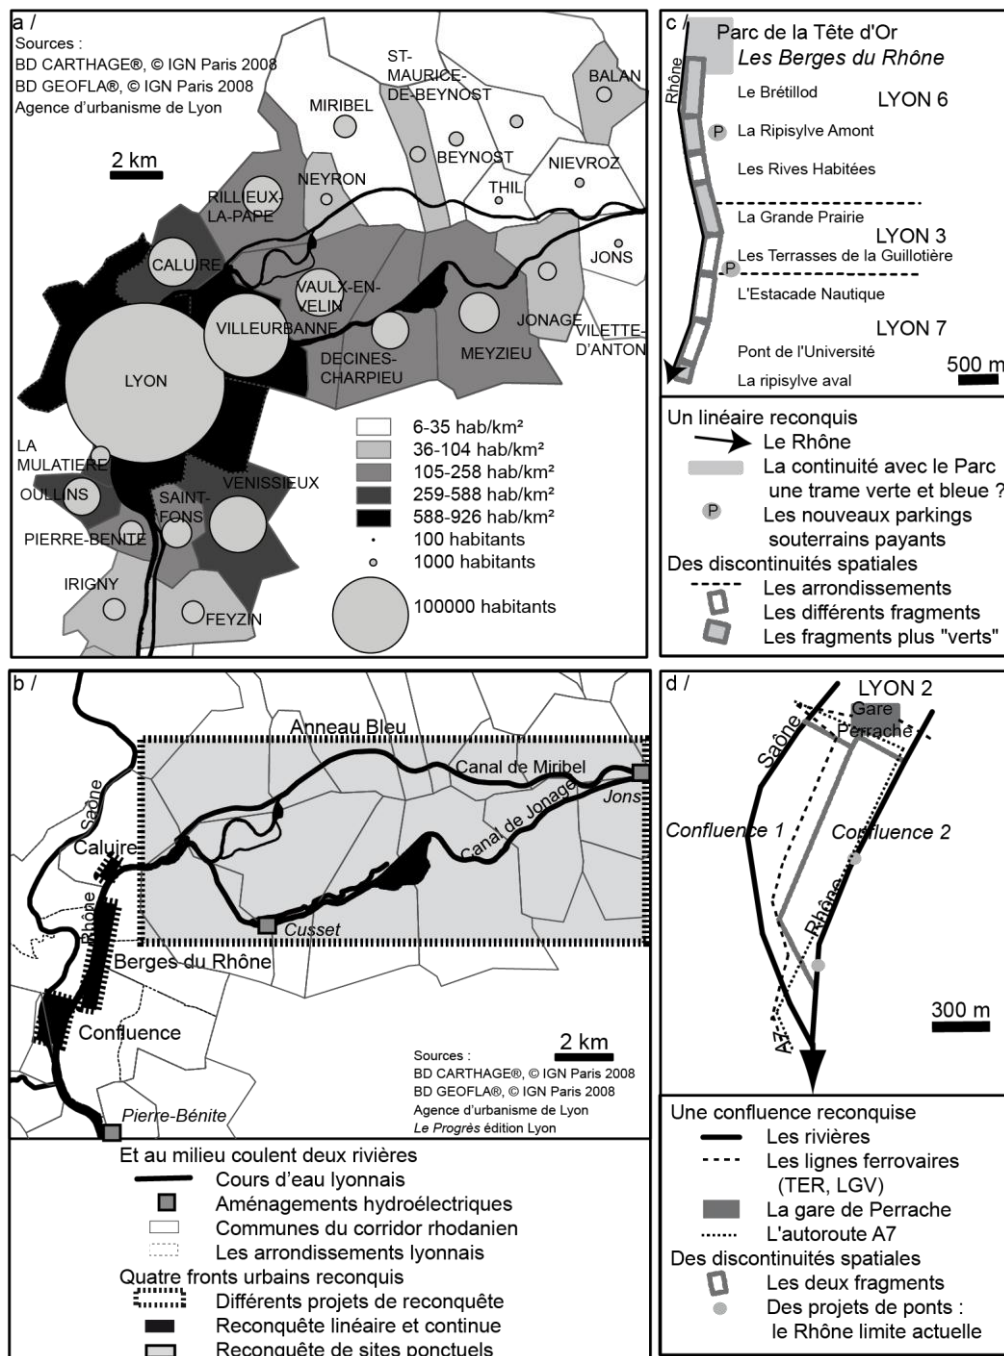 a /
Sources :
BD CARTHAGE®, © IGN Paris 2008
BD GEOFLA®, © IGN Paris 2008
Agence d'urbanisme de Lyon
2 km
ST-
MAURICE-
DE-BEYNOST
BALAN
MIRIBEL
BEYNOST
NIEVROZ
NEYRON
THIL
RILLIEUX-
LA-PAPE
CALUIRE
JONS
VAULX-EN-
VELIN
VILLEURBANNE
JONAGE
VILETTE-
D'ANTON
DECINES-
CHARPIEU
MEYZIEU
LYON
LA
MULATIERE
OULLINS
VENISSIEUX
SAINT-
FONS
PIERRE-BENITE
IRIGNY
FEYZIN
6-35 hab/km²
36-104 hab/km²
105-258 hab/km²
259-588 hab/km²
588-926 hab/km²
100 habitants
1000 habitants
100000 habitants
b /
Anneau Bleu
Canal de Miribel
Jons
Canal de Jonage
Saône
Caluire
Rhône
Cusset
Berges du Rhône
Confluence
2 km
Sources :
BD CARTHAGE®, © IGN Paris 2008
BD GEOFLA®, © IGN Paris 2008
Agence d'urbanisme de Lyon
Le Progrès édition Lyon
Pierre-Bénite
Et au milieu coulent deux rivières
Cours d'eau lyonnais
Aménagements hydroélectriques
Communes du corridor rhodanien
Les arrondissements lyonnais
Quatre fronts urbains reconquis
Différents projets de reconquête
Reconquête linéaire et continue
Reconquête de sites ponctuels
c /
Parc de la Tête d'Or
Les Berges du Rhône
Rhône
Le Brétillod
LYON 6
P
La Ripisylve Amont
Les Rives Habitées
La Grande Prairie
LYON 3
Les Terrasses de la Guillotière
P
L'Estacade Nautique
LYON 7
Pont de l'Université
La ripisylve aval
500 m
Un linéaire reconquis
Le Rhône
La continuité avec le Parc
une trame verte et bleue ?
P
Les nouveaux parkings
souterrains payants
Des discontinuités spatiales
Les arrondissements
Les différents fragments
Les fragments plus "verts"
d /
LYON 2
Gare
Perrache
Saône
Confluence 1
Confluence 2
Rhône
A7
300 m
Une confluence reconquise
Les rivières
Les lignes ferrovaires
(TER, LGV)
La gare de Perrache
L'autoroute A7
Des discontinuités spatiales
Les deux fragments
Des projets de ponts :
le Rhône limite actuelle